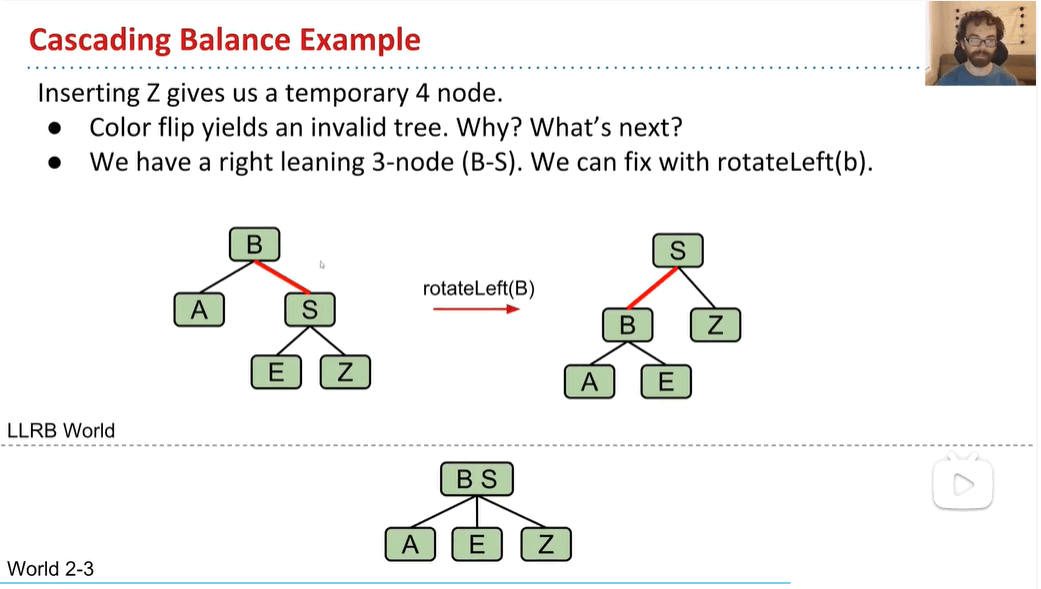 Cascading Balance Example
Inserting Z gives us a temporary 4 node.
● Color flip yields an invalid tree. Why? What's next?
● We have a right leaning 3-node (B-S). We can fix with rotateLeft(b).
B
A
S
E
Z
rotateLeft(B)
S
B
Z
A
E
LLRB World
B S
A
E
Z
World 2-3